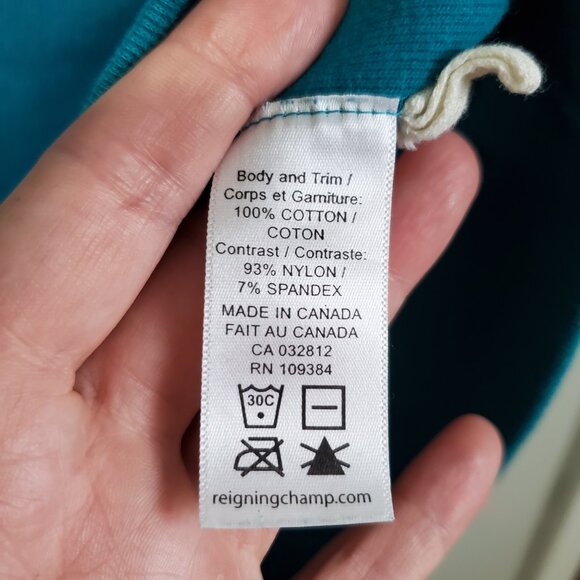 Body and Trim /
Corps et Garniture:
100% COTTON /
COTON
Contrast / Contraste:
93% NYLON /
7% SPANDEX
MADE IN CANADA
FAIT AU CANADA
CA 032812
RN 109384
30C
reigningchamp.com